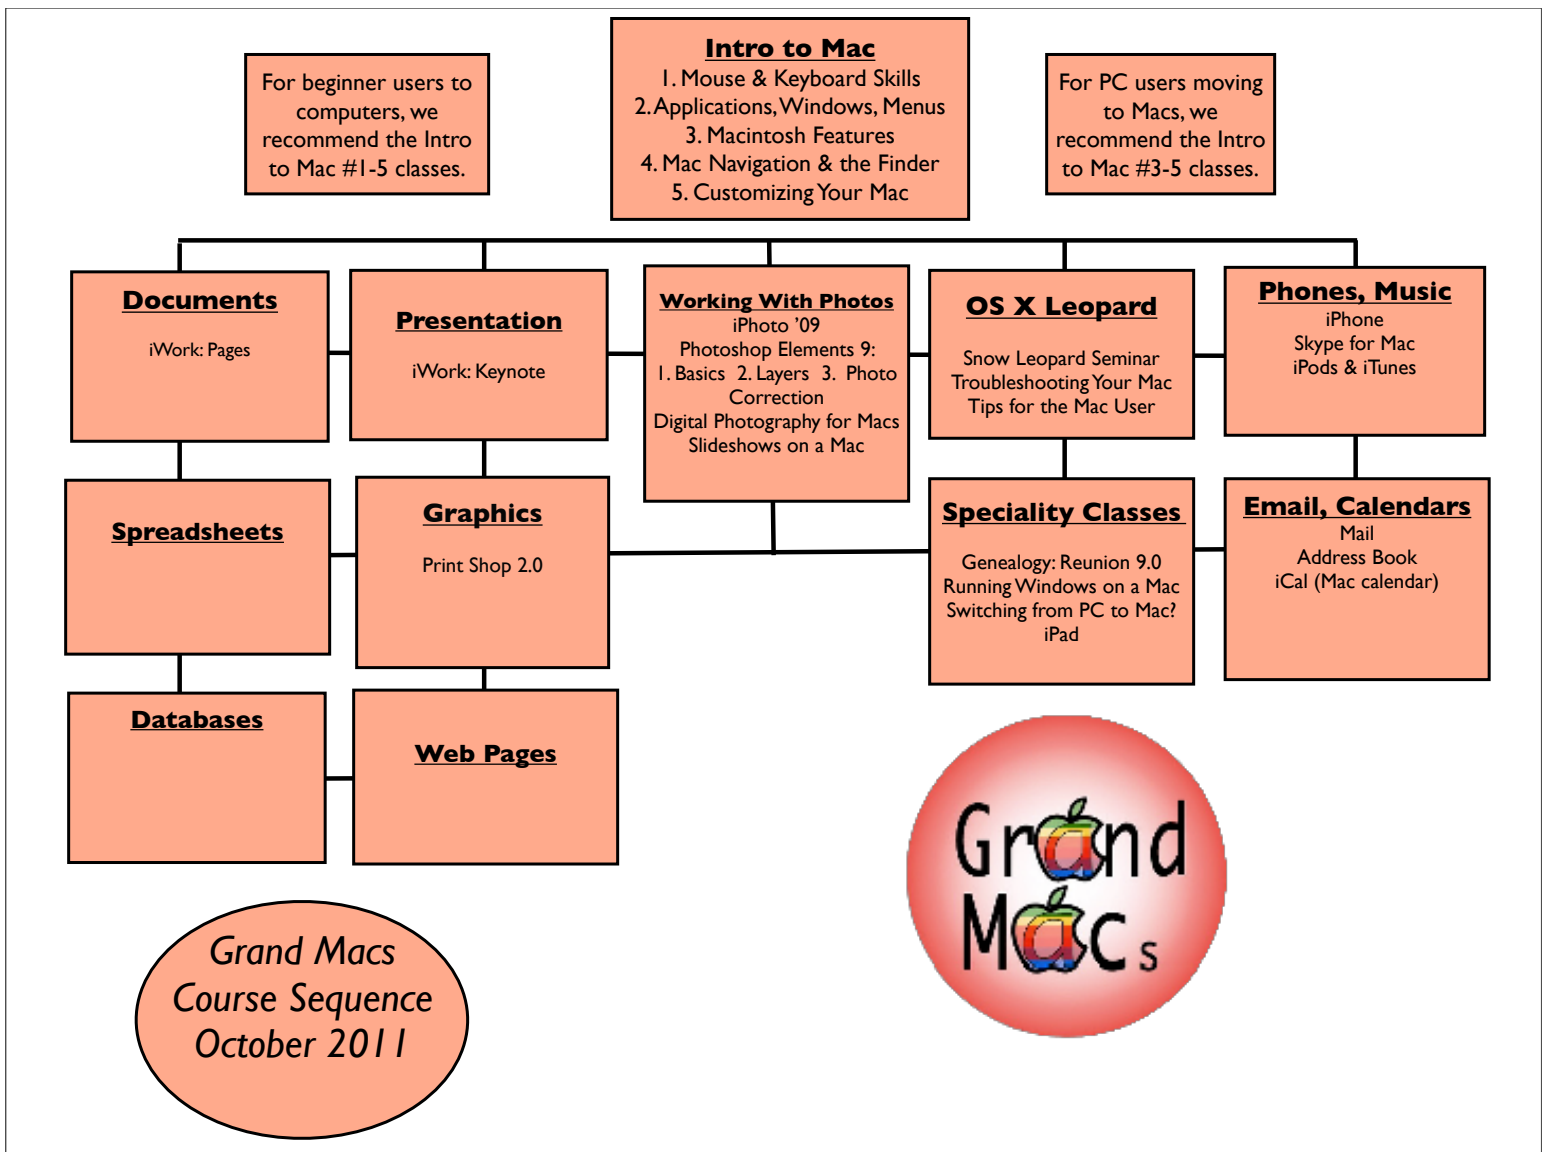 For beginner users to
computers, we
recommend the Intro
to Mac #1-5 classes.
Intro to Mac
1. Mouse & Keyboard Skills
2. Applications, Windows, Menus
3. Macintosh Features
4. Mac Navigation & the Finder
5. Customizing Your Mac
For PC users moving
to Macs, we
recommend the Intro
to Mac #3-5 classes.
Documents
iWork: Pages
Presentation
iWork: Keynote
Working With Photos
iPhoto ’09
Photoshop Elements 9:
1. Basics 2. Layers 3. Photo
Correction
Digital Photography for Macs
Slideshows on a Mac
OS X Leopard
Snow Leopard Seminar
Troubleshooting Your Mac
Tips for the Mac User
Phones, Music
iPhone
Skype for Mac
iPods & iTunes
Spreadsheets
Graphics
Print Shop 2.0
Speciality Classes
Genealogy: Reunion 9.0
Running Windows on a Mac
Switching from PC to Mac?
iPad
Email, Calendars
Mail
Address Book
iCal (Mac calendar)
Databases
Web Pages
Grand
Macs
Grand Macs
Course Sequence
October 2011